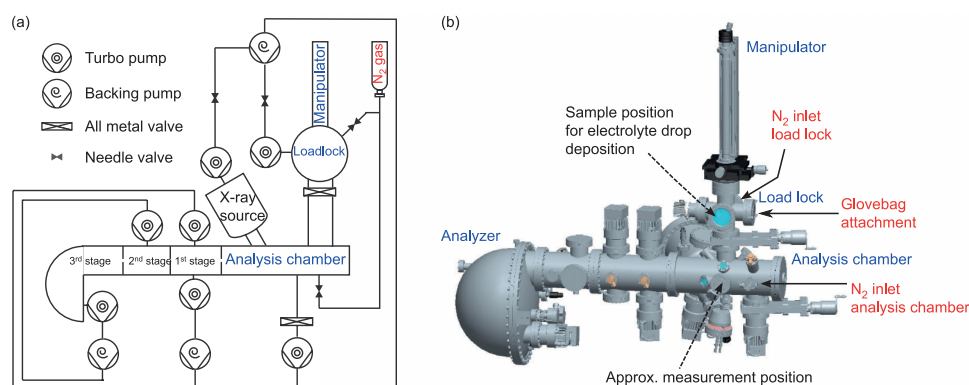 (a)
Turbo pump
Backing pump
All metal valve
Needle valve
Manipulator
N₂ gas
Loadlock
X-ray
source
3rd stage
2nd stage
1st stage
Analysis chamber
(b)
Manipulator
Sample position
for electrolyte drop
deposition
N₂ inlet
load lock
Load lock
Glovebag
attachment
Analyzer
Analysis chamber
N₂ inlet
analysis chamber
Approx. measurement position